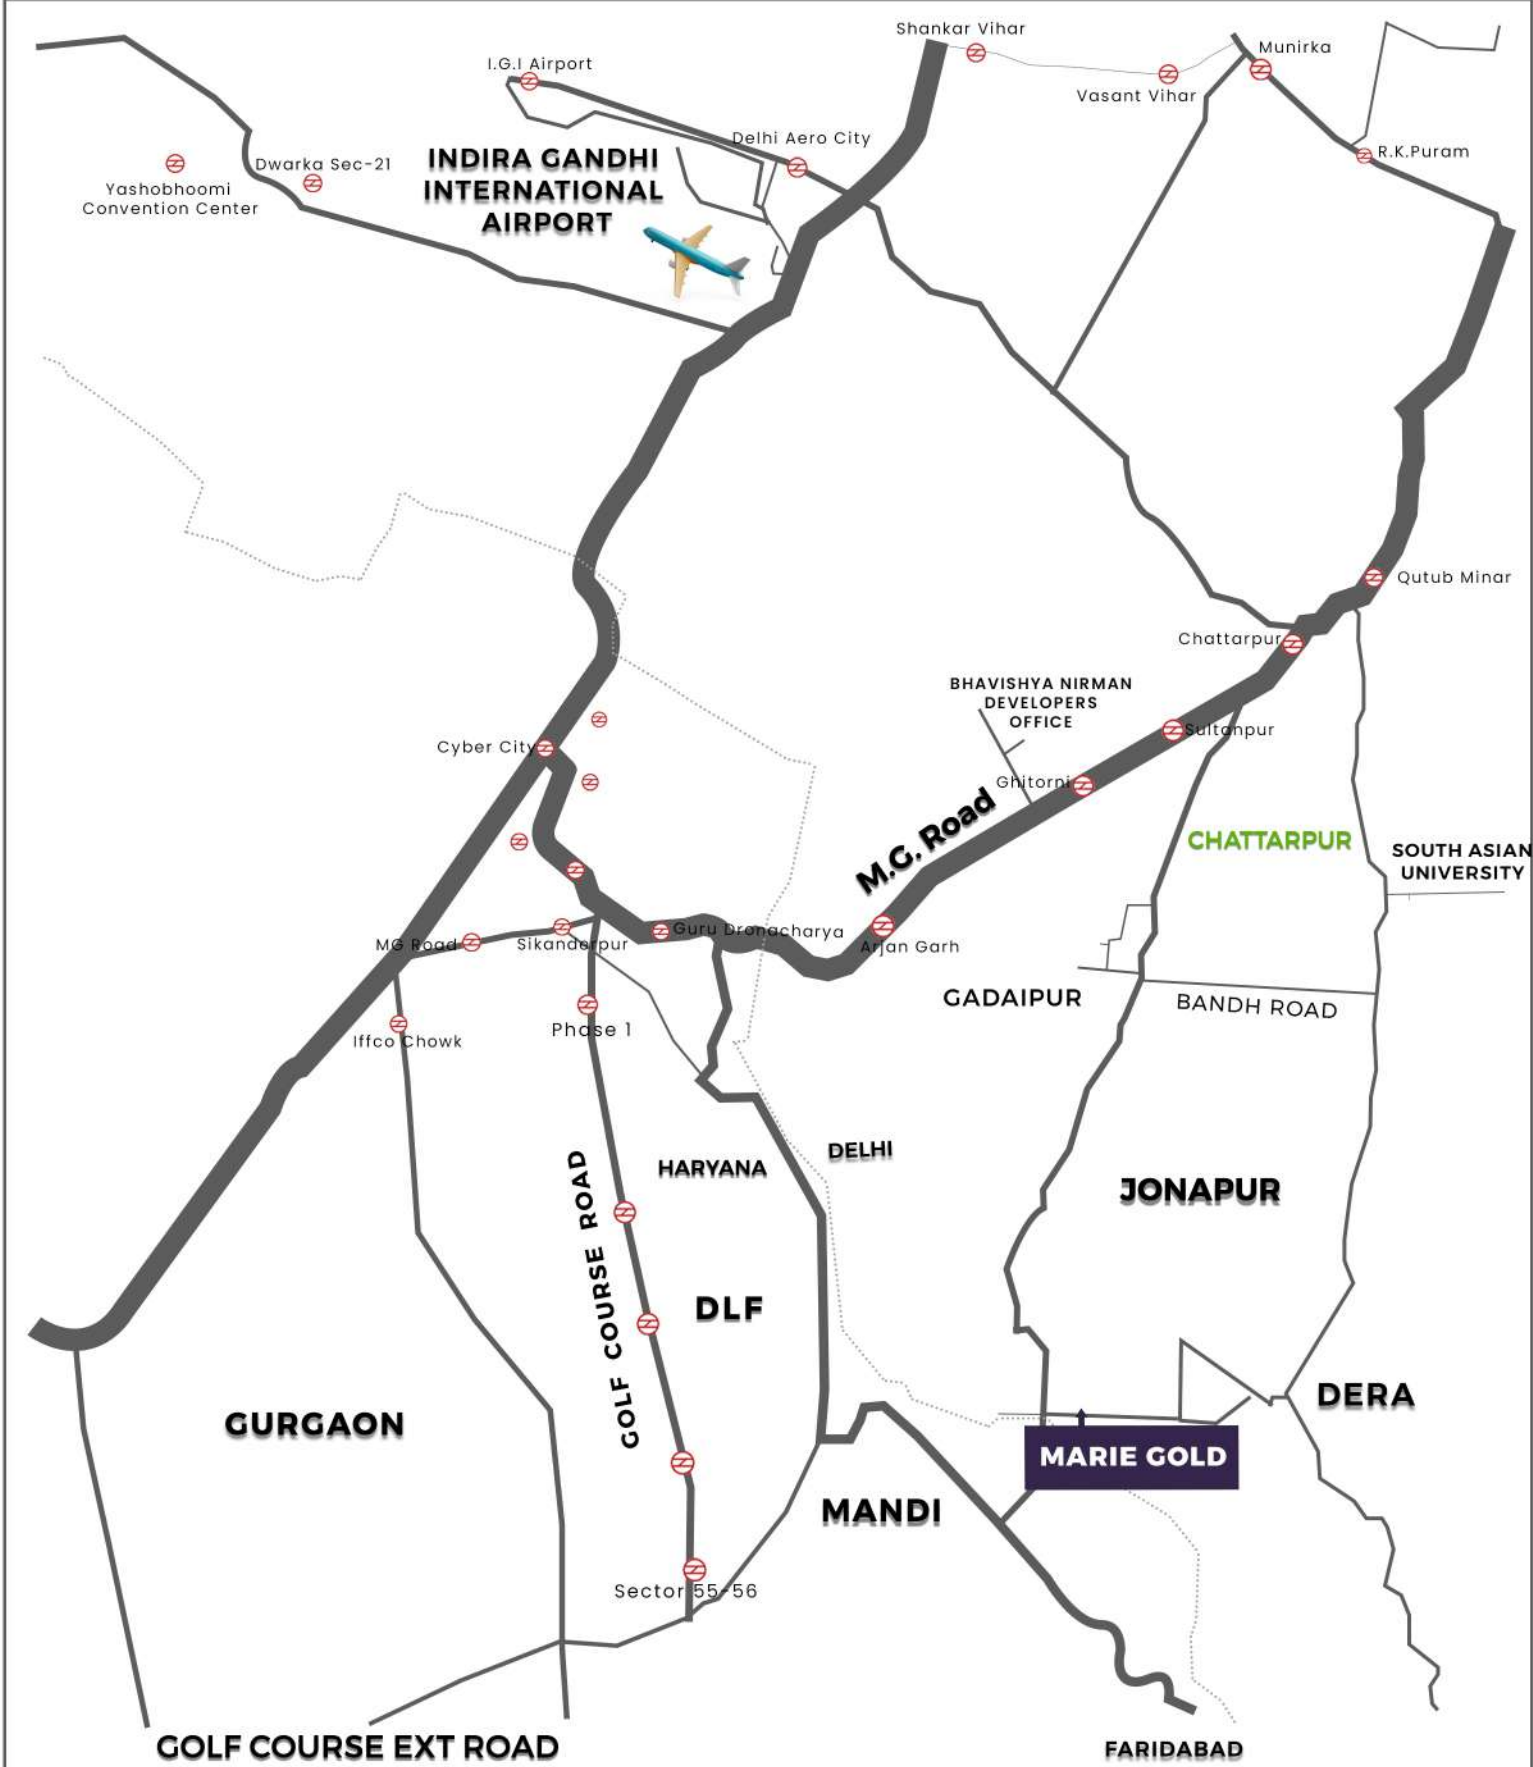 Shankar Vihar
Munirka
I.G.I Airport
Vasant Vihar
Delhi Aero City
R.K.Puram
INDIRA GANDHI
INTERNATIONAL
AIRPORT
Dwarka Sec-21
Yashobhoomi
Convention Center
Qutub Minar
Chattarpur
BHAVISHYA NIRMAN
DEVELOPERS
OFFICE
Sultanpur
Cyber City
Ghitorni
M.G. Road
CHATTARPUR
SOUTH ASIAN
UNIVERSITY
MG Road
Sikanderpur
Guru Dronacharya
Arjan Garh
GADAIPUR
BANDH ROAD
Phase 1
Iffco Chowk
HARYANA
DELHI
JONAPUR
GOLF COURSE ROAD
DLF
DERA
GURGAON
MARIE GOLD
MANDI
Sector 55-56
GOLF COURSE EXT ROAD
FARIDABAD